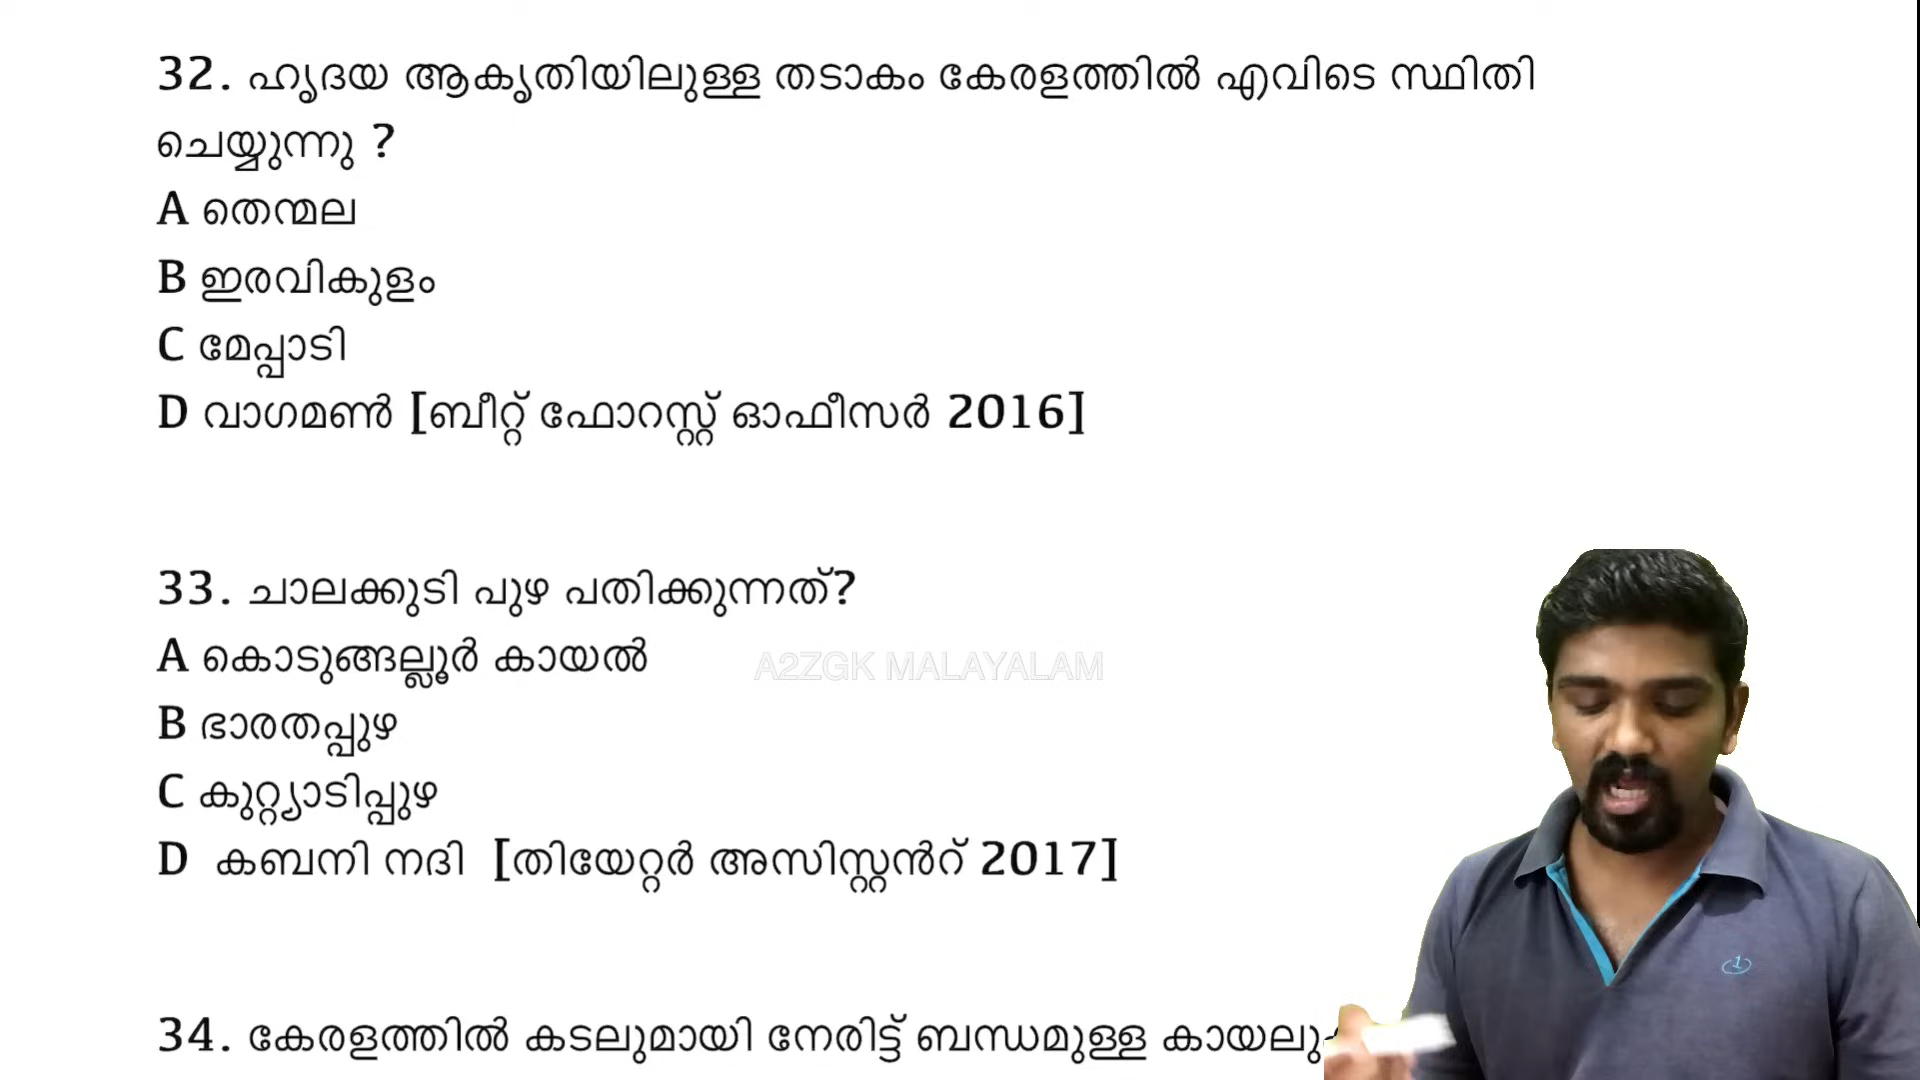 32. ഹൃദയ ആകൃതിയിലുള്ള തടാകം കേരളത്തിൽ എവിടെ സ്ഥിതി
ചെയ്യുന്നു ?
A തെന്മല
B ഇരവികുളം
C മേപ്പാടി
D വാഗമൺ [ബീറ്റ് ഫോറസ്റ്റ് ഓഫീസർ 2016]
33. ചാലക്കുടി പുഴ പതിക്കുന്നത്?
A കൊടുങ്ങല്ലൂർ കായൽ
A2ZGK MALAYALAM
B ഭാരതപ്പുഴ
C കുറ്റ്യാടിപ്പുഴ
D കബനി നദി [തിയേറ്റർ അസിസ്റ്റൻറ് 2017]
34. കേരളത്തിൽ കടലുമായി നേരിട്ട് ബന്ധമുള്ള